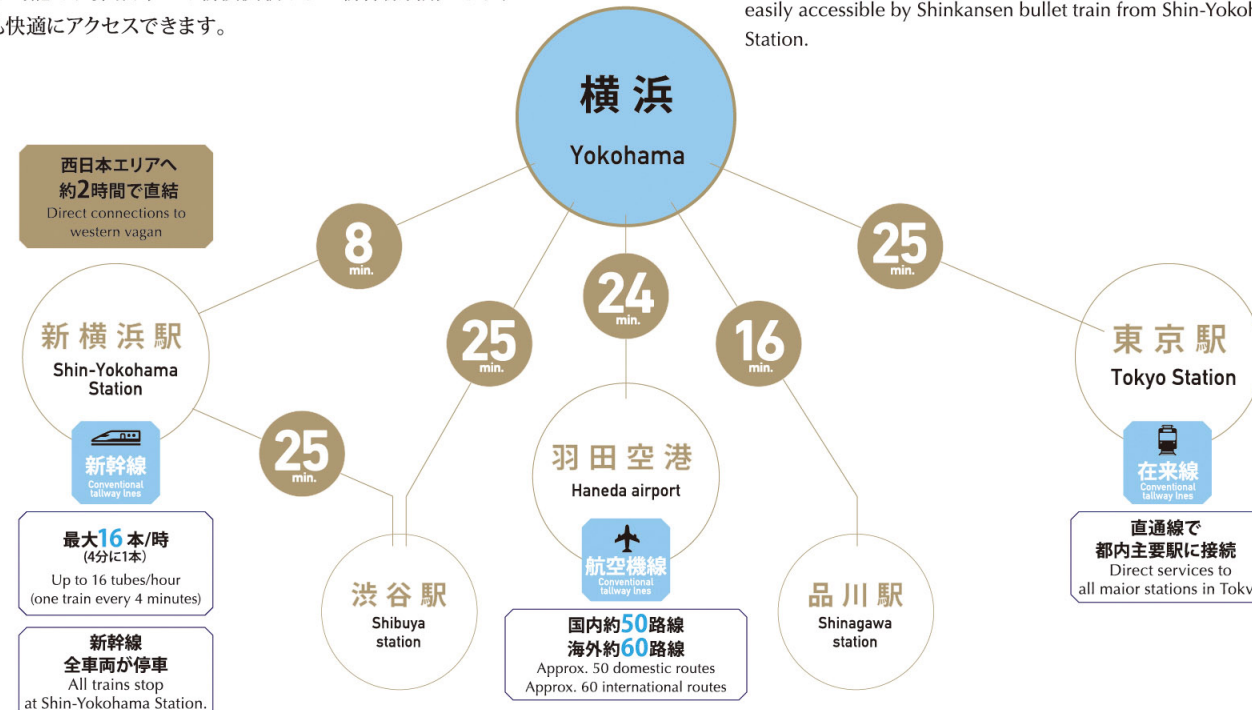 も快適にアクセスできます。
easily accessible by Shinkansen bullet train from
Station.
横浜
Yokohama
西日本エリアへ
約2時間で直結
Direct connections to
western vagan
8
min.
25
min.
24
min.
16
min.
25
min.
新横浜駅
Shin-Yokohama
Station
新幹線
Conventional
tallway lnes
最大16本/時
(4分に1本)
Up to 16 tubes/hour
(one train every 4 minutes)
新幹線
全車両が停車
All trains stop
at Shin-Yokohama Station.
25
min.
渋谷駅
Shibuya
station
羽田空港
Haneda airport
航空機線
Conventional
tallway lnes
国内約50路線
海外約60路線
Approx. 50 domestic routes
Approx. 60 international routes
品川駅
Shinagawa
station
東京駅
Tokyo Station
在来線
Conventional
tallway lnes
直通線で
都内主要駅に接続
Direct services to
all maior stations in